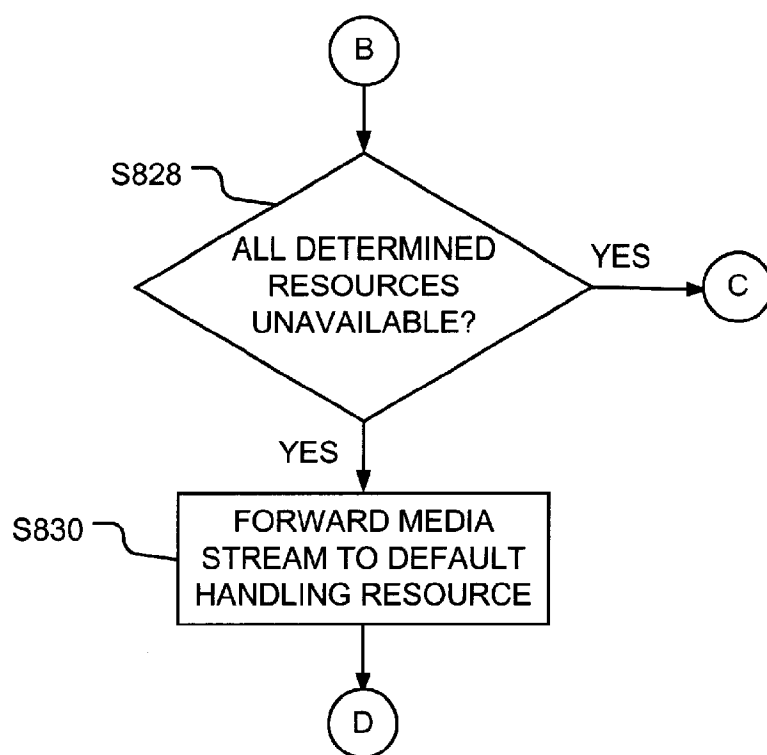 B
S828
ALL DETERMINED
RESOURCES
UNAVAILABLE?
YES
C
YES
S830
FORWARD MEDIA
STREAM TO DEFAULT
HANDLING RESOURCE
D